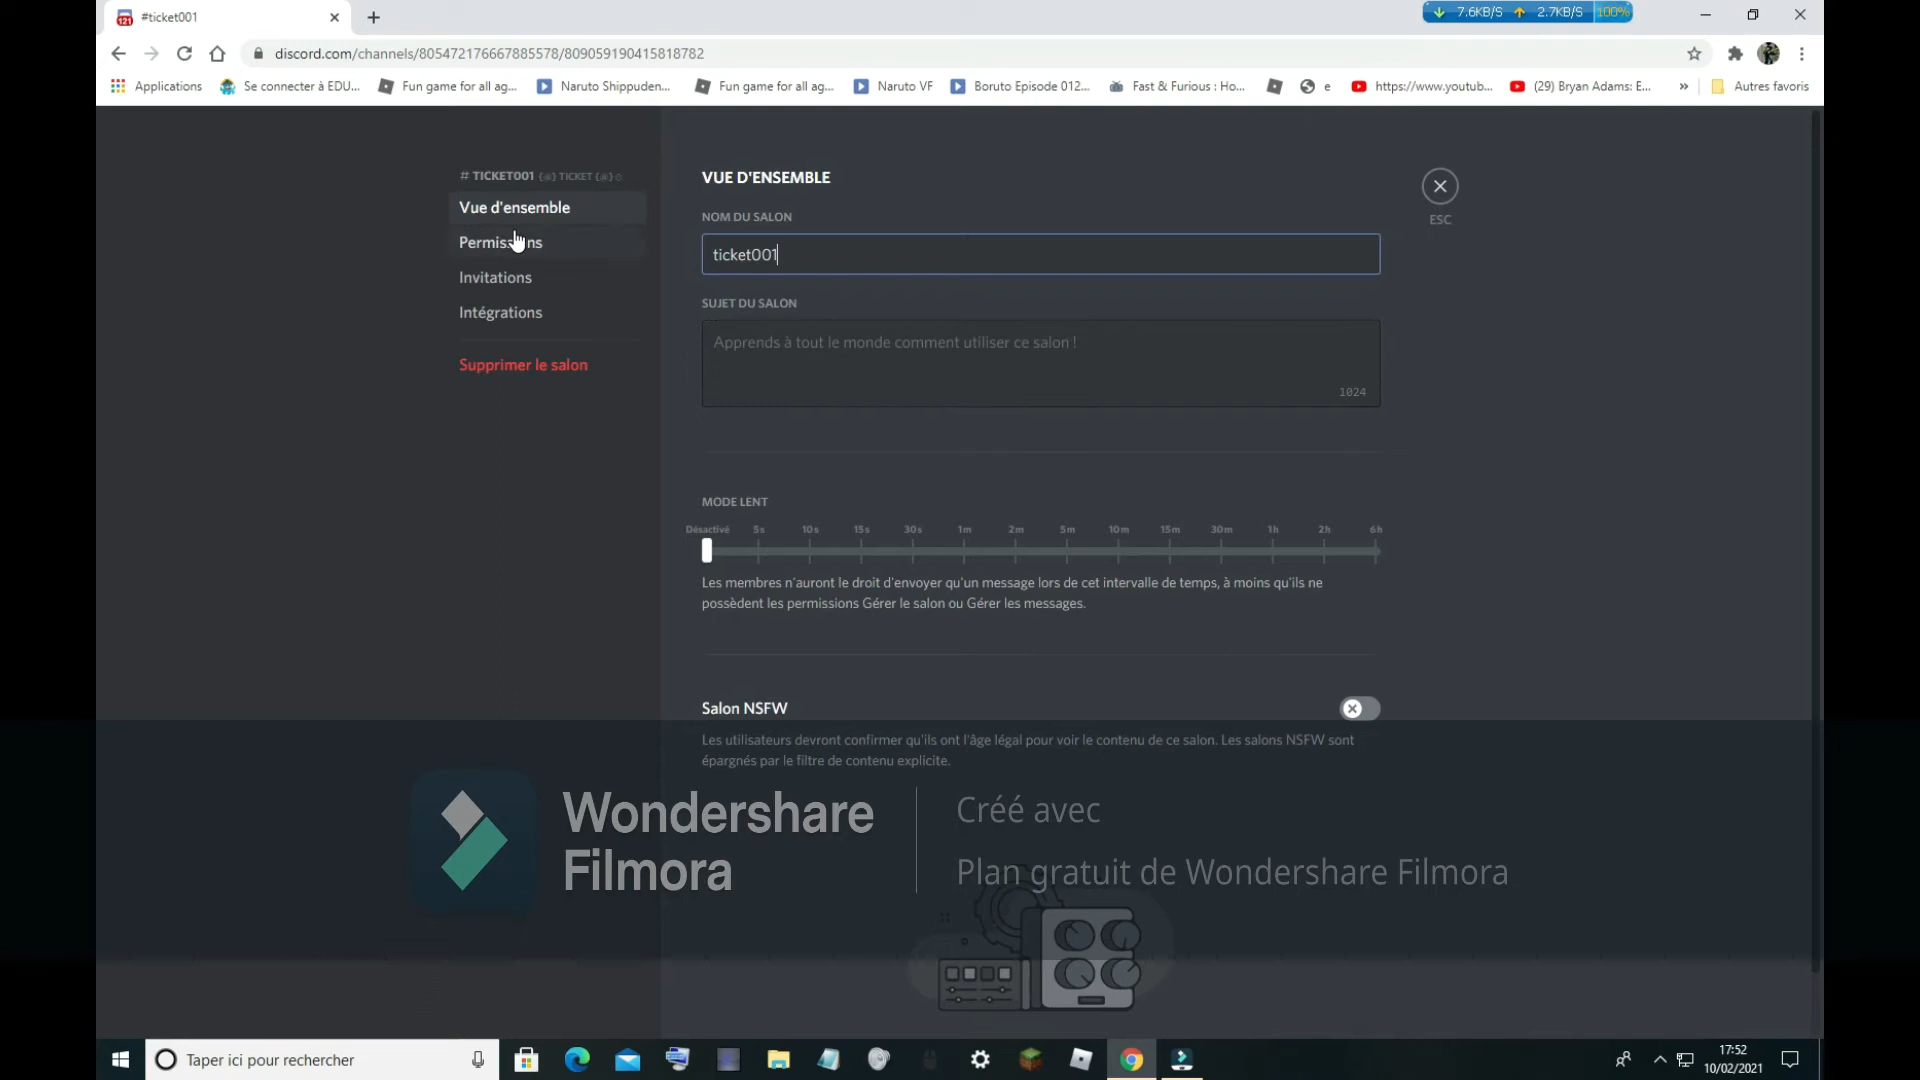 #ticket001
7.6KB/S 2.7KB/S 100%
discord.com/channels/805472176667885578/809059190415818782
Applications Se connecter à EDU... Fun game for all ag... Naruto Shippuden... Fun game for all ag... Naruto VF Boruto Episode 012... Fast & Furious : Ho... e https://www.youtub... (29) Bryan Adams: E... » Autres favoris
# TICKET001 TICKET
Vue d'ensemble
Permissions
Invitations
Intégrations
Supprimer le salon
VUE D'ENSEMBLE
ESC
NOM DU SALON
ticket001
SUJET DU SALON
Apprends à tout le monde comment utiliser ce salon !
1024
MODE LENT
Désactivé 5s 10s 15s 30s 1m 2m 5m 10m 15m 30m 1h 2h 6h
Les membres n'auront le droit d'envoyer qu'un message lors de cet intervalle de temps, à moins qu'ils ne
possèdent les permissions Gérer le salon ou Gérer les messages.
Salon NSFW
Les utilisateurs devront confirmer qu'ils ont l'âge légal pour voir le contenu de ce salon. Les salons NSFW sont
épargnés par le filtre de contenu explicite.
Wondershare
Filmora
Créé avec
Plan gratuit de Wondershare Filmora
Taper ici pour rechercher
17:52
10/02/2021